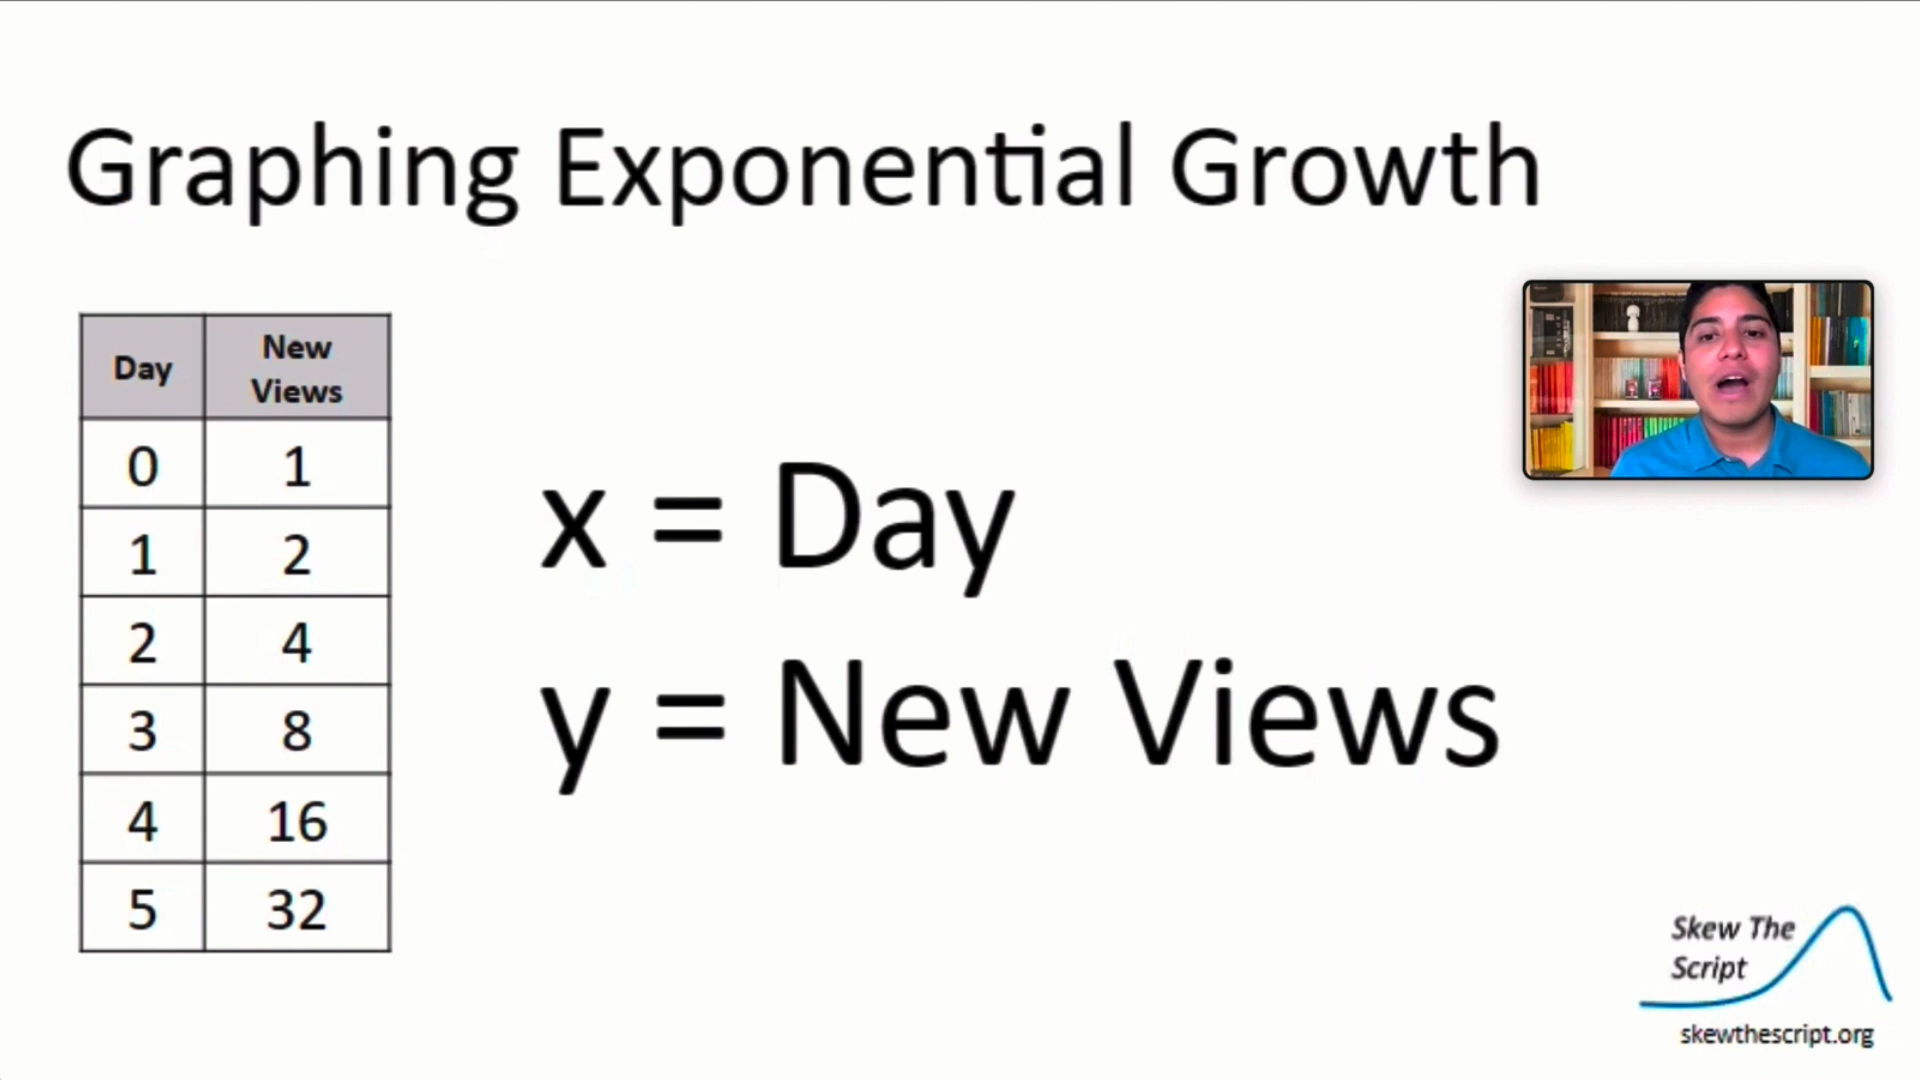 Graphing Exponential Growth
Day New Views
0 1
1 2
2 4
3 8
4 16
5 32
x = Day
y = New Views
Skew The
Script
skewthescript.org